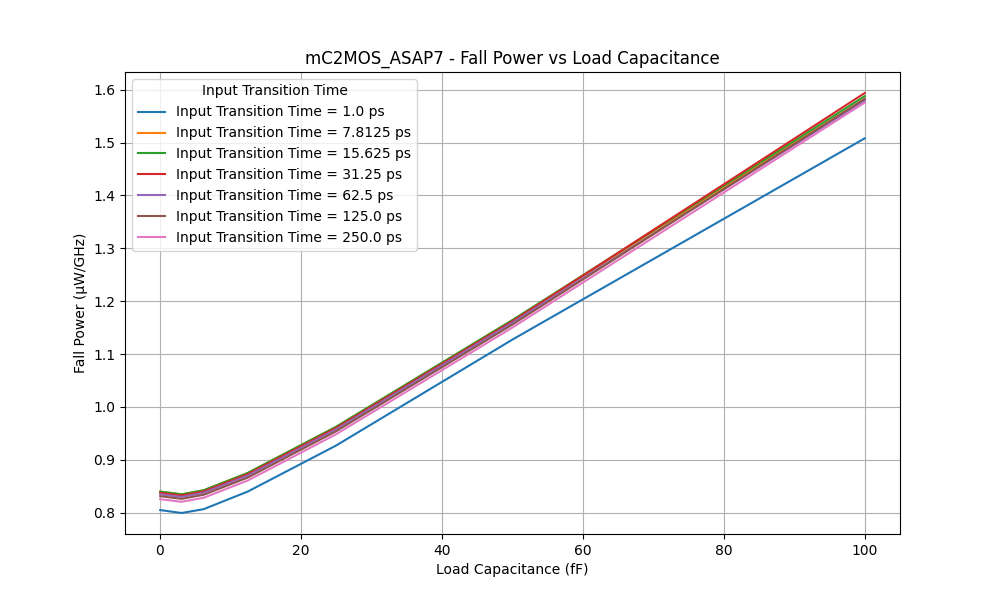 mC2MOS_ASAP7 - Fall Power vs Load Capacitance
Input Transition Time
Input Transition Time = 1.0 ps
Input Transition Time = 7.8125 ps
Input Transition Time = 15.625 ps
Input Transition Time = 31.25 ps
Input Transition Time = 62.5 ps
Input Transition Time = 125.0 ps
Input Transition Time = 250.0 ps
Fall Power (μW/GHz)
1.6
1.5
1.4
1.3
1.2
1.1
1.0
0.9
0.8
0
20
40
60
80
100
Load Capacitance (fF)